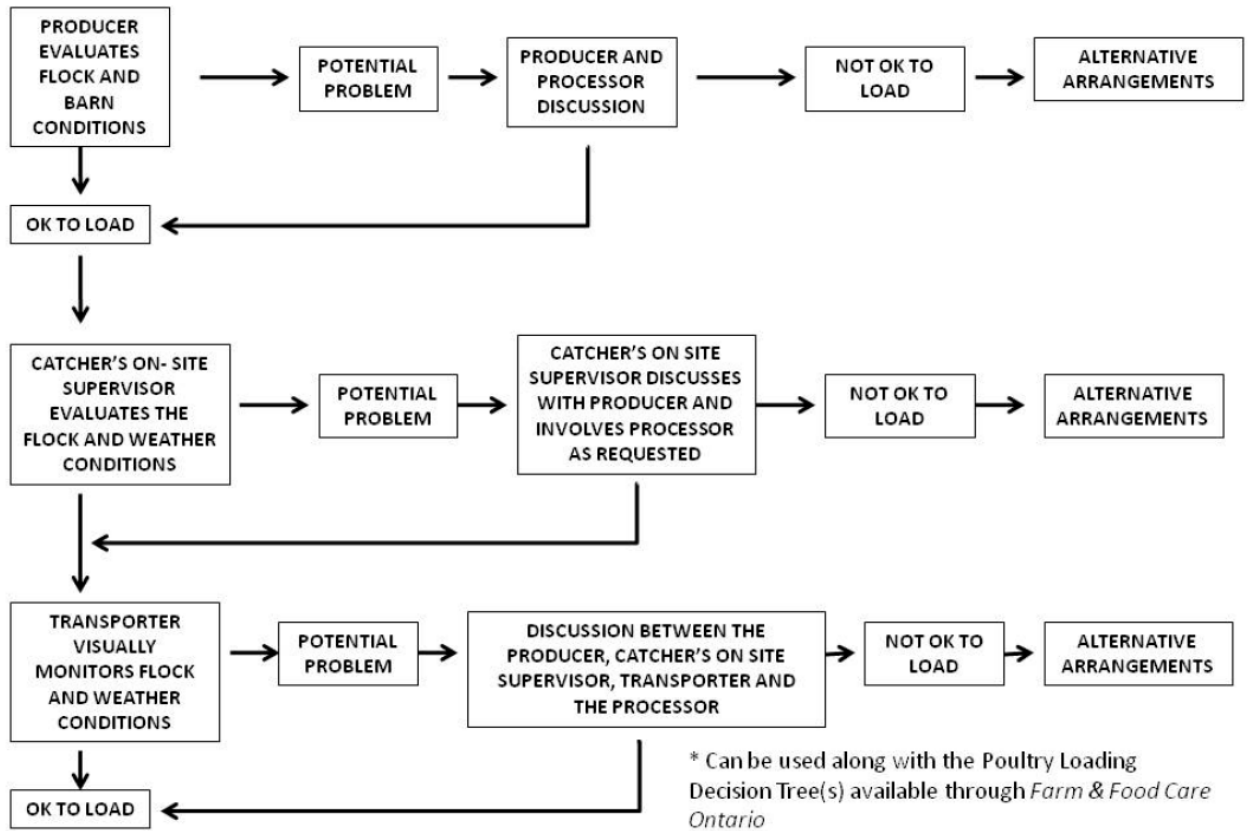 PRODUCER
EVALUATES
FLOCK AND
BARN
CONDITIONS
POTENTIAL
PROBLEM
PRODUCER AND
PROCESSOR
DISCUSSION
NOT OK TO
LOAD
ALTERNATIVE
ARRANGEMENTS
OK TO LOAD
CATCHER'S ON- SITE
SUPERVISOR
EVALUATES THE
FLOCK AND WEATHER
CONDITIONS
POTENTIAL
PROBLEM
CATCHER'S ON SITE
SUPERVISOR DISCUSSES
WITH PRODUCER AND
INVOLVES PROCESSOR
AS REQUESTED
NOT OK TO
LOAD
ALTERNATIVE
ARRANGEMENTS
TRANSPORTER
VISUALLY
MONITORS FLOCK
AND WEATHER
CONDITIONS
POTENTIAL
PROBLEM
DISCUSSION BETWEEN THE
PRODUCER, CATCHER'S ON SITE
SUPERVISOR, TRANSPORTER AND
THE PROCESSOR
NOT OK TO
LOAD
ALTERNATIVE
ARRANGEMENTS
OK TO LOAD
* Can be used along with the Poultry Loading
Decision Tree(s) available through Farm & Food Care
Ontario